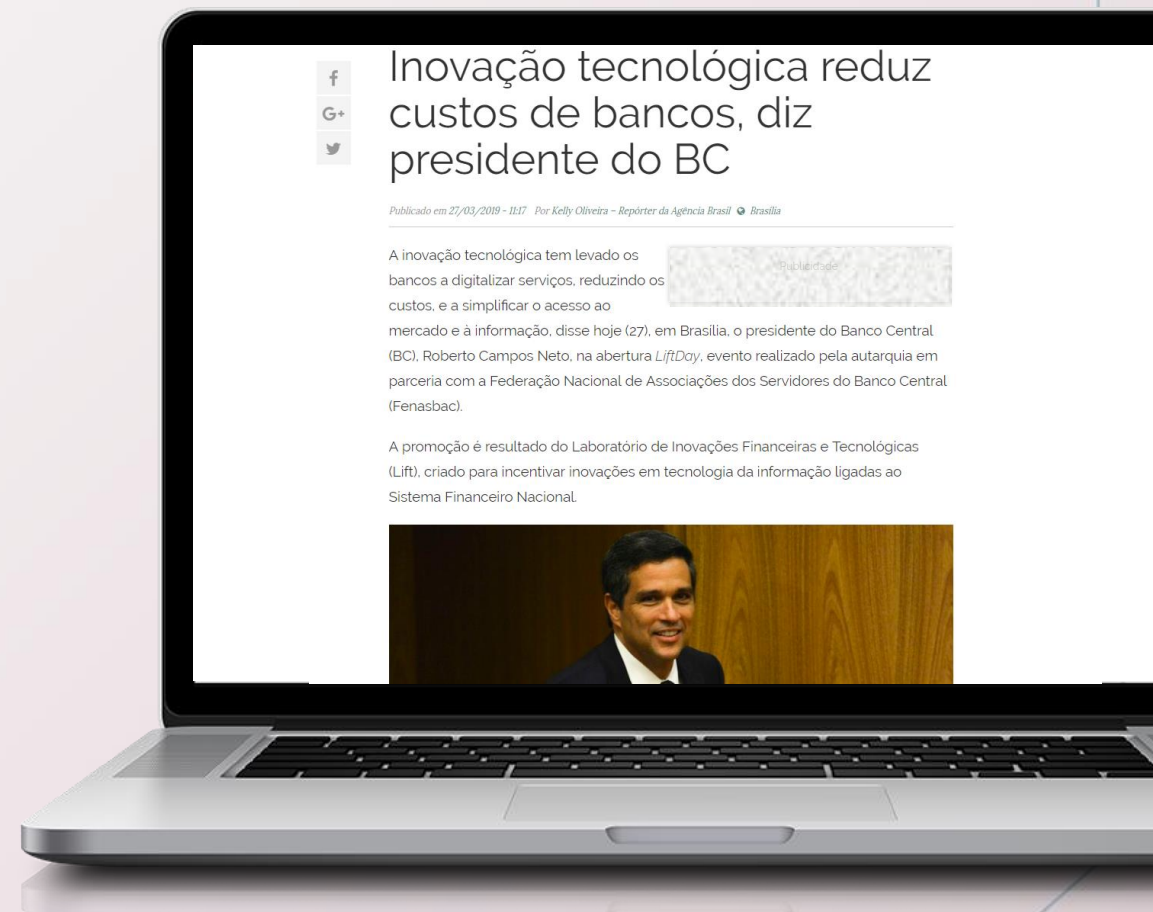 Inovação tecnológica reduz
custos de bancos, diz
presidente do BC
f
G+
Publicado em 27/03/2019 - 11:17 Por Kelly Oliveira – Repórter da Agência Brasil Brasília
A inovação tecnológica tem levado os
bancos a digitalizar serviços, reduzindo os
custos, e a simplificar o acesso ao
Publicidade
mercado e à informação, disse hoje (27), em Brasília, o presidente do Banco Central
(BC), Roberto Campos Neto, na abertura LiftDay, evento realizado pela autarquia em
parceria com a Federação Nacional de Associações dos Servidores do Banco Central
(Fenasbac).
A promoção é resultado do Laboratório de Inovações Financeiras e Tecnológicas
(Lift), criado para incentivar inovações em tecnologia da informação ligadas ao
Sistema Financeiro Nacional.